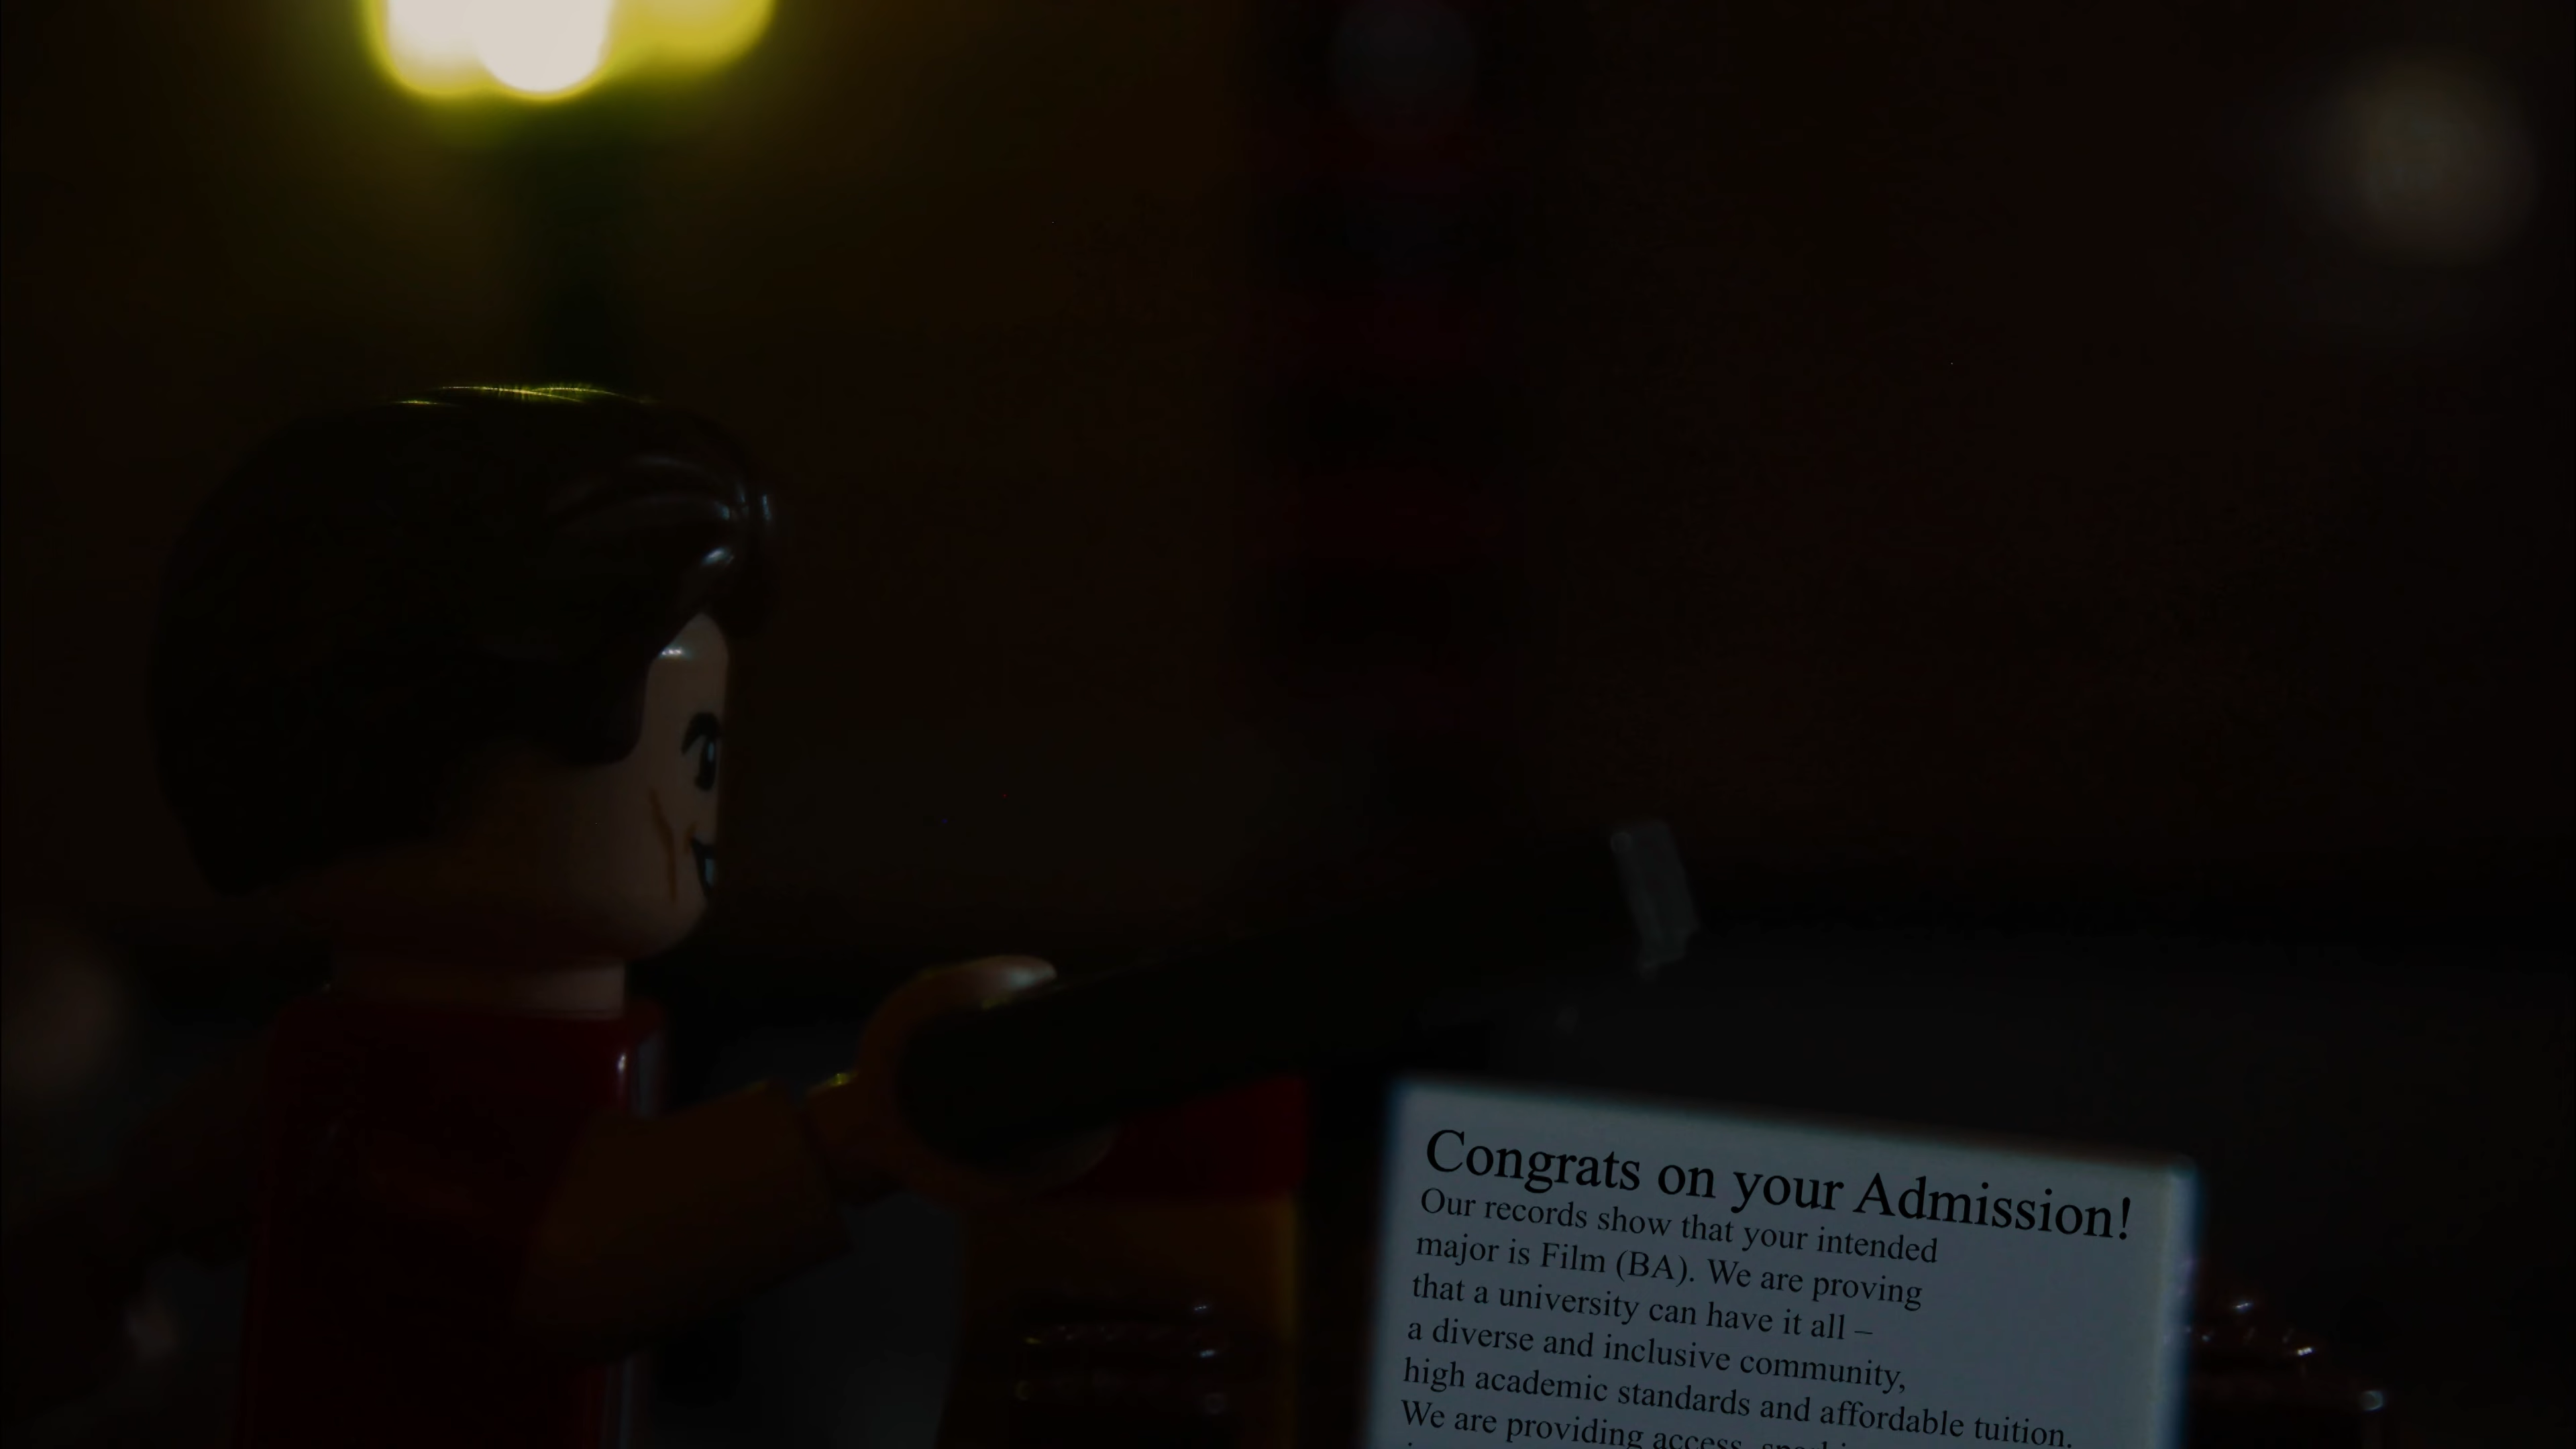 Congrats on your Admission!
Our records show that your intended
major is Film (BA). We are proving
that a university can have it all –
a diverse and inclusive community,
high academic standards and affordable tuition.
We are providing access,